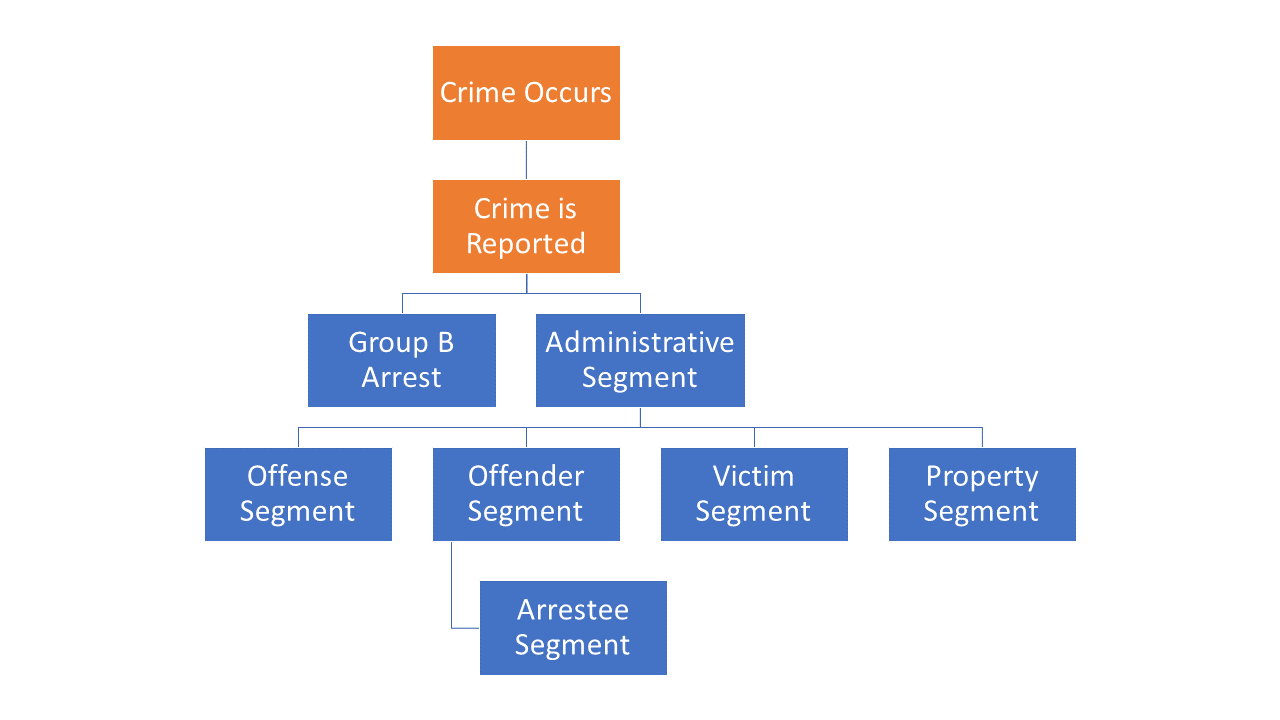 Crime Occurs
Crime is
Reported
Group B
Arrest
Administrative
Segment
Offense
Segment
Offender
Segment
Victim
Segment
Property
Segment
Arrestee
Segment